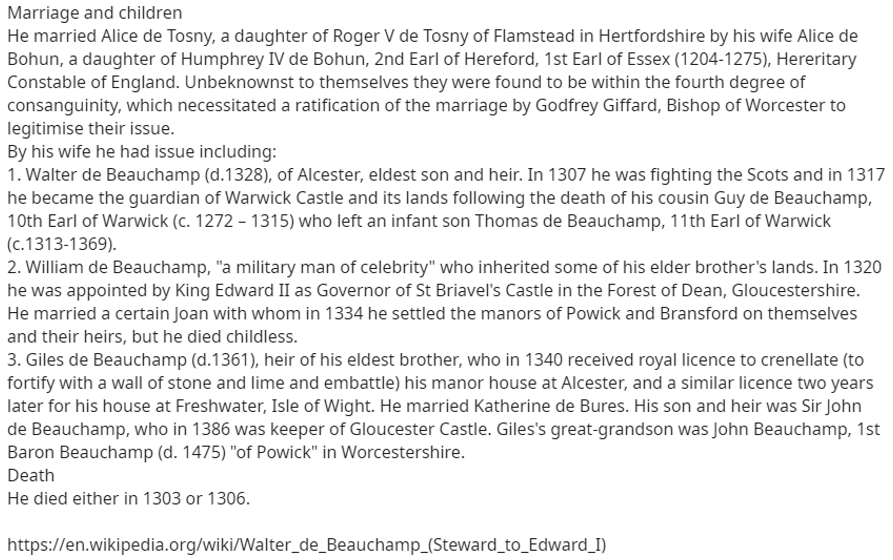 Marriage and children
He married Alice de Tosny, a daughter of Roger V de Tosny of Flamstead in Hertfordshire by his wife Alice de
Bohun, a daughter of Humphrey IV de Bohun, 2nd Earl of Hereford, 1st Earl of Essex (1204-1275), Hereritary
Constable of England. Unbeknownst to themselves they were found to be within the fourth degree of
consanguinity, which necessitated a ratification of the marriage by Godfrey Giffard, Bishop of Worcester to
legitimise their issue.
By his wife he had issue including:
1. Walter de Beauchamp (d.1328), of Alcester, eldest son and heir. In 1307 he was fighting the Scots and in 1317
he became the guardian of Warwick Castle and its lands following the death of his cousin Guy de Beauchamp,
10th Earl of Warwick (c. 1272 – 1315) who left an infant son Thomas de Beauchamp, 11th Earl of Warwick
(c.1313-1369).
2. William de Beauchamp, "a military man of celebrity" who inherited some of his elder brother's lands. In 1320
he was appointed by King Edward II as Governor of St Briavel's Castle in the Forest of Dean, Gloucestershire.
He married a certain Joan with whom in 1334 he settled the manors of Powick and Bransford on themselves
and their heirs, but he died childless.
3. Giles de Beauchamp (d.1361), heir of his eldest brother, who in 1340 received royal licence to crenellate (to
fortify with a wall of stone and lime and embattle) his manor house at Alcester, and a similar licence two years
later for his house at Freshwater, Isle of Wight. He married Katherine de Bures. His son and heir was Sir John
de Beauchamp, who in 1386 was keeper of Gloucester Castle. Giles's great-grandson was John Beauchamp, 1st
Baron Beauchamp (d. 1475) "of Powick" in Worcestershire.
Death
He died either in 1303 or 1306.

https://en.wikipedia.org/wiki/Walter_de_Beauchamp_(Steward_to_Edward_I)